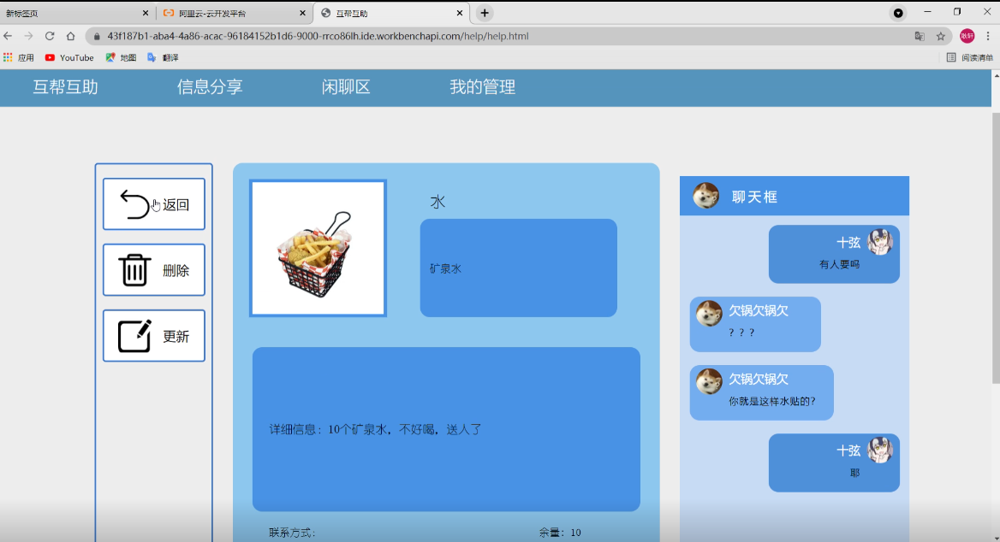 新标签页
阿里云-云开发平台
互帮互助
43f187b1-aba4-4a86-acac-96184152b1d6-9000-rrco86lh.ide.workbenchapi.com/help/help.html
耿轩
应用
YouTube
地图
翻译
阅读清单
互帮互助
信息分享
闲聊区
我的管理
返回
删除
更新
水
矿泉水
详细信息：10个矿泉水，不好喝，送人了
联系方式：
余量：10
聊天框
十弦
有人要吗
欠锅欠锅欠
？？？
欠锅欠锅欠
你就是这样水贴的？
十弦
耶